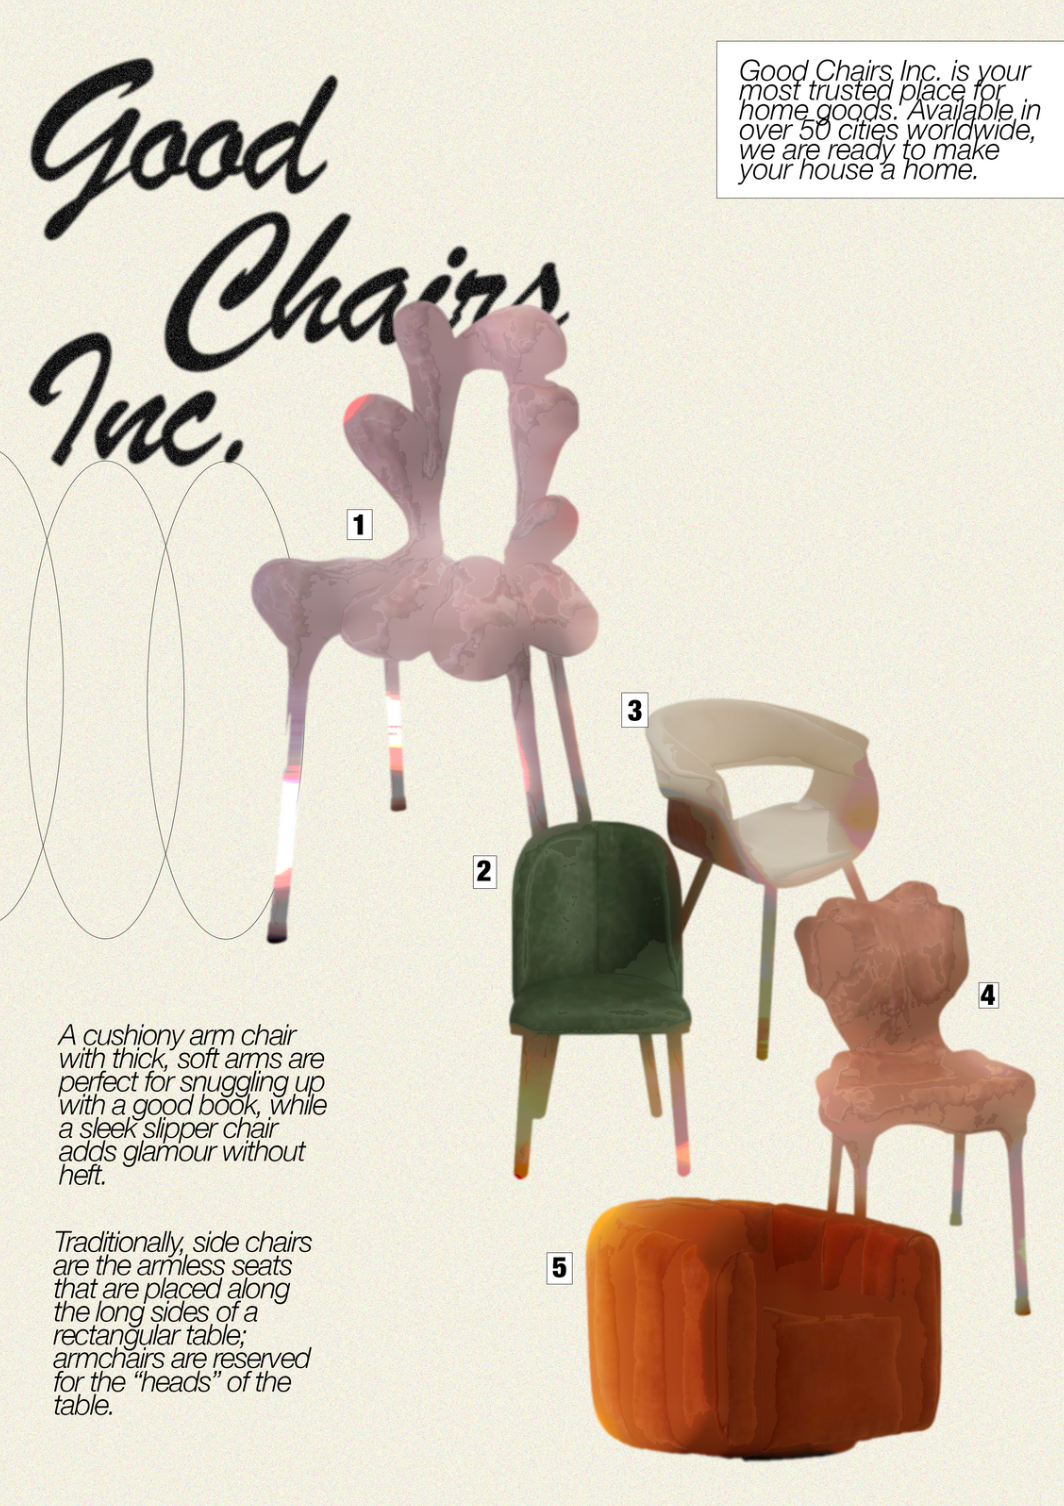 Good
Chairs
Inc.
Good Chairs Inc. is your
most trusted place for
home goods. Available in
over 50 cities worldwide,
we are ready to make
your house a home.
1
3
2
4
A cushiony arm chair
with thick, soft arms are
perfect for snuggling up
with a good book, while
a sleek slipper chair
adds glamour without
heft.
Traditionally, side chairs
are the armless seats
that are placed along
the long sides of a
rectangular table;
armchairs are reserved
for the “heads” of the
table.
5